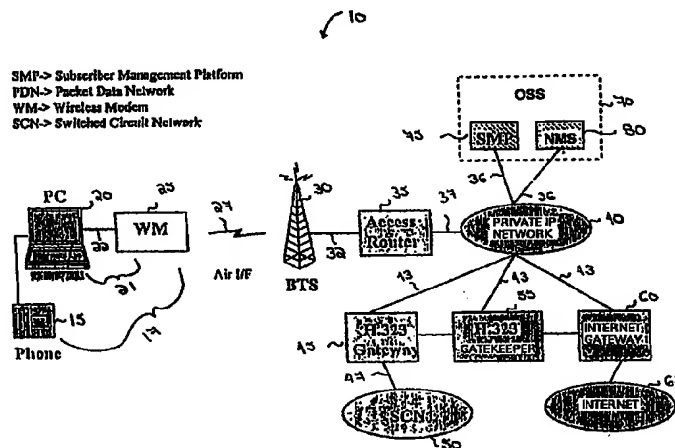 10
SMP-> Subscriber Management Platform
PDN-> Packet Data Network
WM-> Wireless Modem
SCN-> Switched Circuit Network
OSS
70
75
SMP
NMS
80
36
36
PC
20
25
WM
22
21
27
Air I/F
30
BTS
32
35
Access
Router
37
PRIVATE IP
NETWORK
40
15
Phone
17
43
43
43
55
60
45
H.323
Gateway
H.323
GATEKEEPER
INTERNET
GATEWAY
47
SCN
50
INTERNET